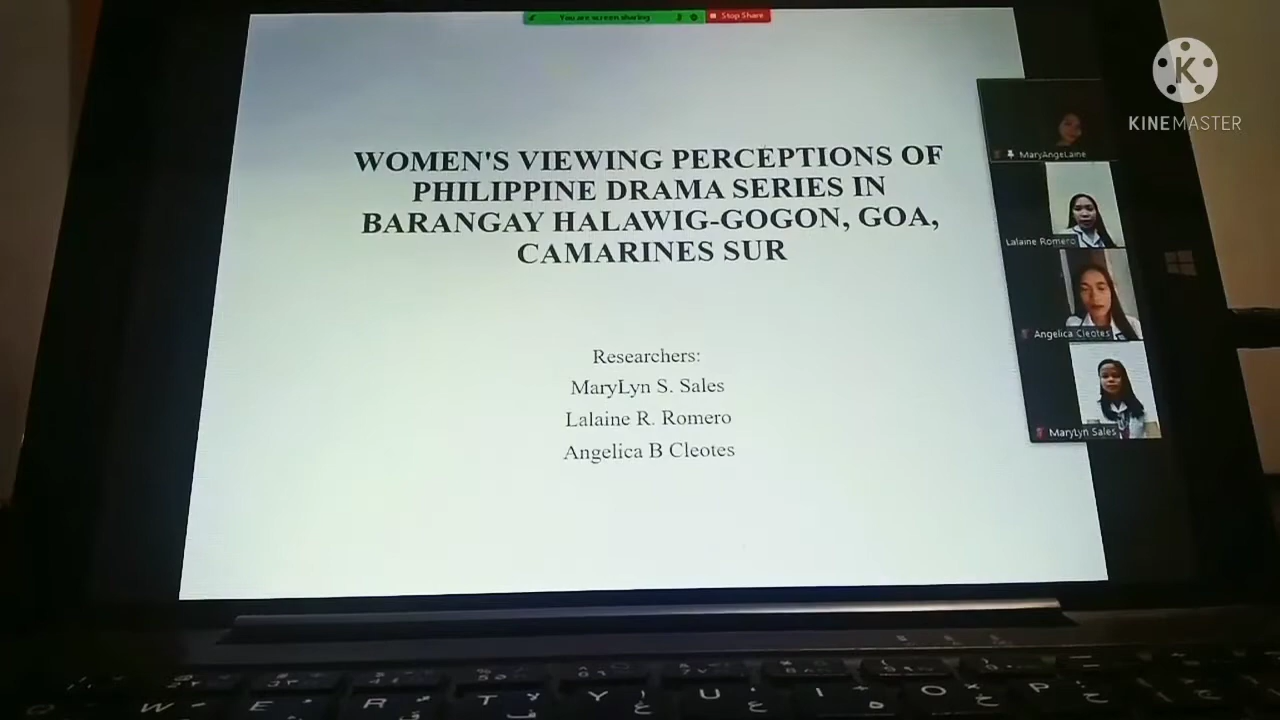 You are screen sharing
Stop Share
KINEMASTER
WOMEN'S VIEWING PERCEPTIONS OF
PHILIPPINE DRAMA SERIES IN
BARANGAY HALAWIG-GOGON, GOA,
CAMARINES SUR
Researchers:
MaryLyn S. Sales
Lalaine R. Romero
Angelica B Cleotes
MaryAngeLaine
Lalaine Romero
Angelica Cleotes
MaryLyn Sales
W E R T Y U I O P